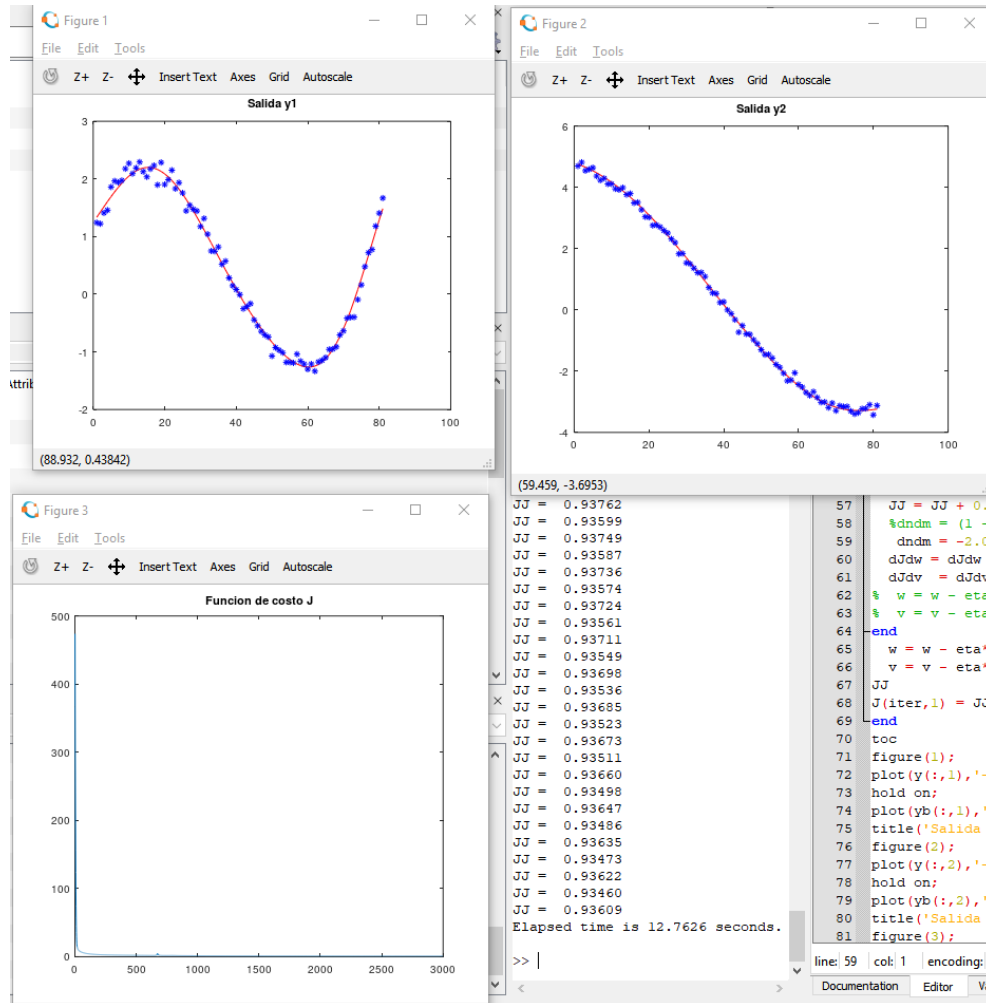 Figure 1
File Edit Tools
Z+ Z- Insert Text Axes Grid Autoscale
Salida y1
3
2
1
0
-1
-2
0 20 40 60 80 100
(88.932, 0.43842)
Figure 2
File Edit Tools
Z+ Z- Insert Text Axes Grid Autoscale
Salida y2
6
4
2
0
-2
-4
0 20 40 60 80 100
(59.459, -3.6953)
Figure 3
File Edit Tools
Z+ Z- Insert Text Axes Grid Autoscale
Funcion de costo J
500
400
300
200
100
0
0 500 1000 1500 2000 2500 3000
JJ = 0.93762
JJ = 0.93599
JJ = 0.93749
JJ = 0.93587
JJ = 0.93736
JJ = 0.93574
JJ = 0.93724
JJ = 0.93561
JJ = 0.93711
JJ = 0.93549
JJ = 0.93698
JJ = 0.93536
JJ = 0.93685
JJ = 0.93523
JJ = 0.93673
JJ = 0.93511
JJ = 0.93660
JJ = 0.93498
JJ = 0.93647
JJ = 0.93486
JJ = 0.93635
JJ = 0.93473
JJ = 0.93622
JJ = 0.93460
JJ = 0.93609
Elapsed time is 12.7626 seconds.
>>
57 JJ = JJ + 0.
58 %dndm = (1 -
59 dndm = -2.0
60 dJdw = dJdw
61 dJdv = dJdv
62 % w = w - eta
63 % v = v - eta
64 end
65 w = w - eta*
66 v = v - eta*
67 JJ
68 J(iter,1) = JJ
69 end
70 toc
71 figure(1);
72 plot(y(:,1),'-
73 hold on;
74 plot(yb(:,1),'
75 title('Salida
76 figure(2);
77 plot(y(:,2),'-
78 hold on;
79 plot(yb(:,2),'
80 title('Salida
81 figure(3);
line: 59 col: 1 encoding:
Documentation Editor